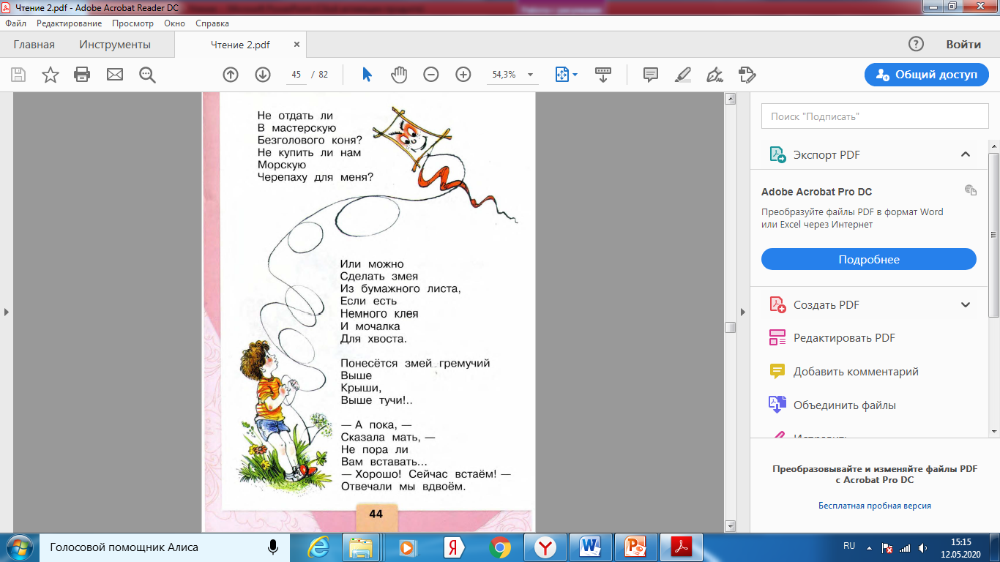 Чтение 2.pdf - Adobe Acrobat Reader DC
Файл Редактирование Просмотр Окно Справка
Главная Инструменты Чтение 2.pdf × Войти
45 / 82 54,3% Общий доступ
Не отдать ли
В мастерскую
Безголового коня?
Не купить ли нам
Морскую
Черепаху для меня?
Или можно
Сделать змея
Из бумажного листа,
Если есть
Немного клея
И мочалка
Для хвоста.
Понесётся змей гремучий
Выше
Крыши,
Выше тучи!..
— А пока, —
Сказала мать, —
Не пора ли
Вам вставать...
— Хорошо! Сейчас встаём! —
Отвечали мы вдвоём.
44
Поиск "Подписать"
Экспорт PDF
Adobe Acrobat Pro DC
Преобразуйте файлы PDF в формат Word
или Excel через Интернет
Подробнее
Создать PDF
Редактировать PDF
Добавить комментарий
Объединить файлы
Преобразовывайте и изменяйте файлы PDF
с Acrobat Pro DC
Бесплатная пробная версия
Голосовой помощник Алиса
RU
15:15
12.05.2020